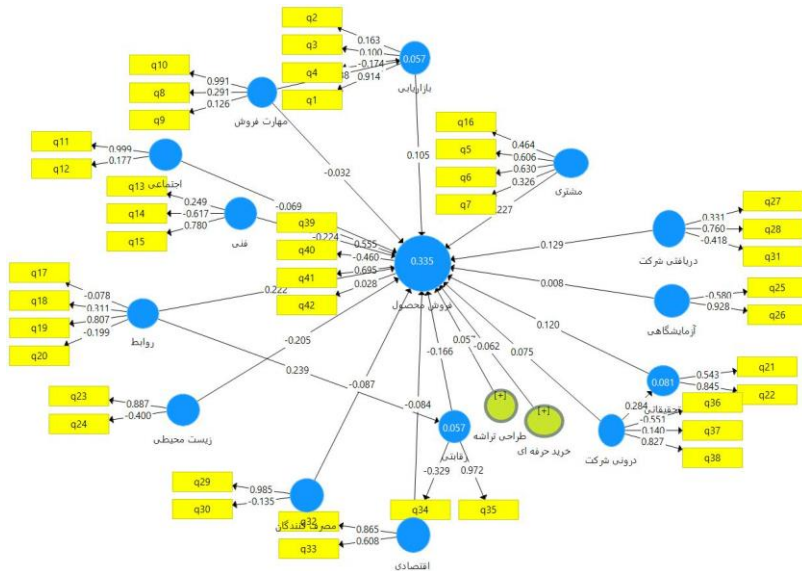 q2
q3
q4
q1
0.163
0.100
-0.174
0.914
0.057
بازاریابی
q10
q8
q9
0.991
0.291
0.126
مهارت فروش
q11
q12
0.999
0.177
اجتماعی
q13
q14
q15
0.249
-0.617
0.780
فنی
q16
q5
q6
q7
0.464
0.606
0.630
0.326
مشتری
0.105
-0.032
-0.069
-0.224
0.227
q39
q40
q41
q42
0.555
-0.460
0.695
0.028
0.335
فروش محصول
q27
q28
q31
0.331
0.760
-0.418
دریافتی شرکت
0.129
q25
q26
-0.580
0.928
آزمایشگاهی
0.008
q17
q18
q19
q20
-0.078
0.311
0.807
-0.199
روابط
0.222
0.239
-0.205
q23
q24
0.887
-0.400
زیست محیطی
q21
q22
0.543
0.845
0.081
تحقیقاتی
0.120
0.284
q36
q37
q38
-0.551
0.140
0.827
درونی شرکت
0.075
-0.062
-0.166
-0.084
-0.087
[+]
طراحی تراشه
[+]
خرید حرفه ای
0.057
رقابتی
-0.329
0.972
q34
q35
q29
q30
0.985
-0.135
مصرف کنندگان
q32
q33
0.865
0.608
اقتصادی